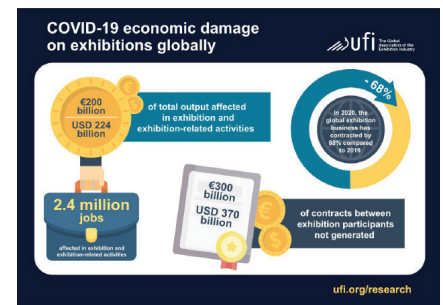 COVID-19 economic damage
on exhibitions globally
ufi
The Global
Association of the
Exhibition Industry
€200
billion
USD 224
billion
of total output affected
in exhibition and
exhibition-related activities
- 68%
In 2020, the
global exhibition
business has
contracted by
68% compared
to 2019
2.4 million
jobs
affected in exhibition and
exhibition-related activities
€300
billion
USD 370
billion
of contracts between
exhibition participants
not generated
ufi.org/research